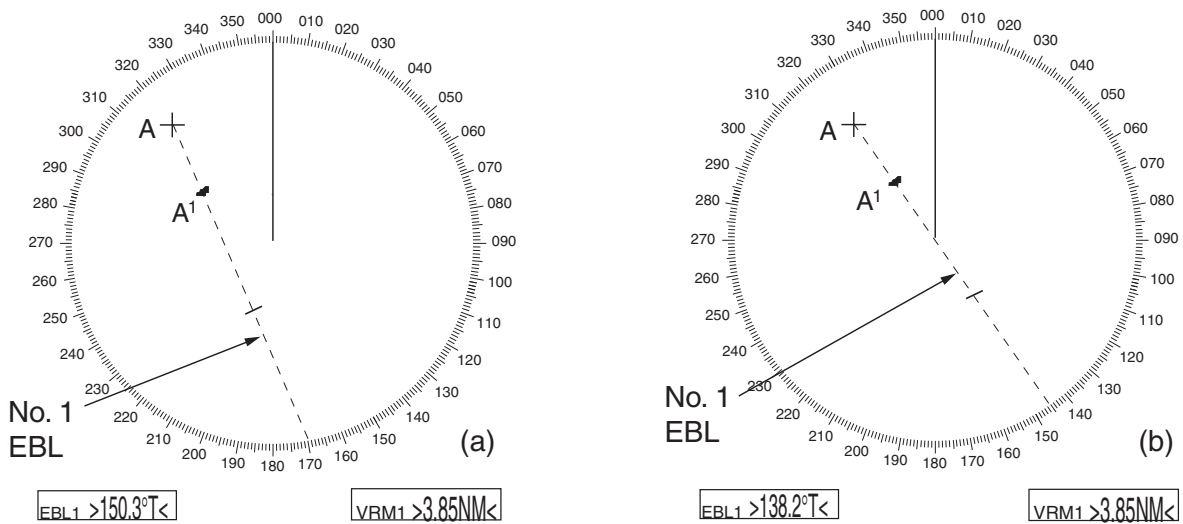 350 000 010
340 020
330 030
320 040
310 050
300 060
290 070
280 080
270 090
260 100
250 110
240 120
230 130
220 140
210 150
200 160
190 180 170
A
A¹
No. 1
EBL
(a)
EBL1 >150.3°T<
VRM1 >3.85NM<
350 000 010
340 020
330 030
320 040
310 050
300 060
290 070
280 080
270 090
260 100
250 110
240 120
230 130
220 140
210 150
200 160
190 180 170
A
A¹
No. 1
EBL
(b)
EBL1 >138.2°T<
VRM1 >3.85NM<